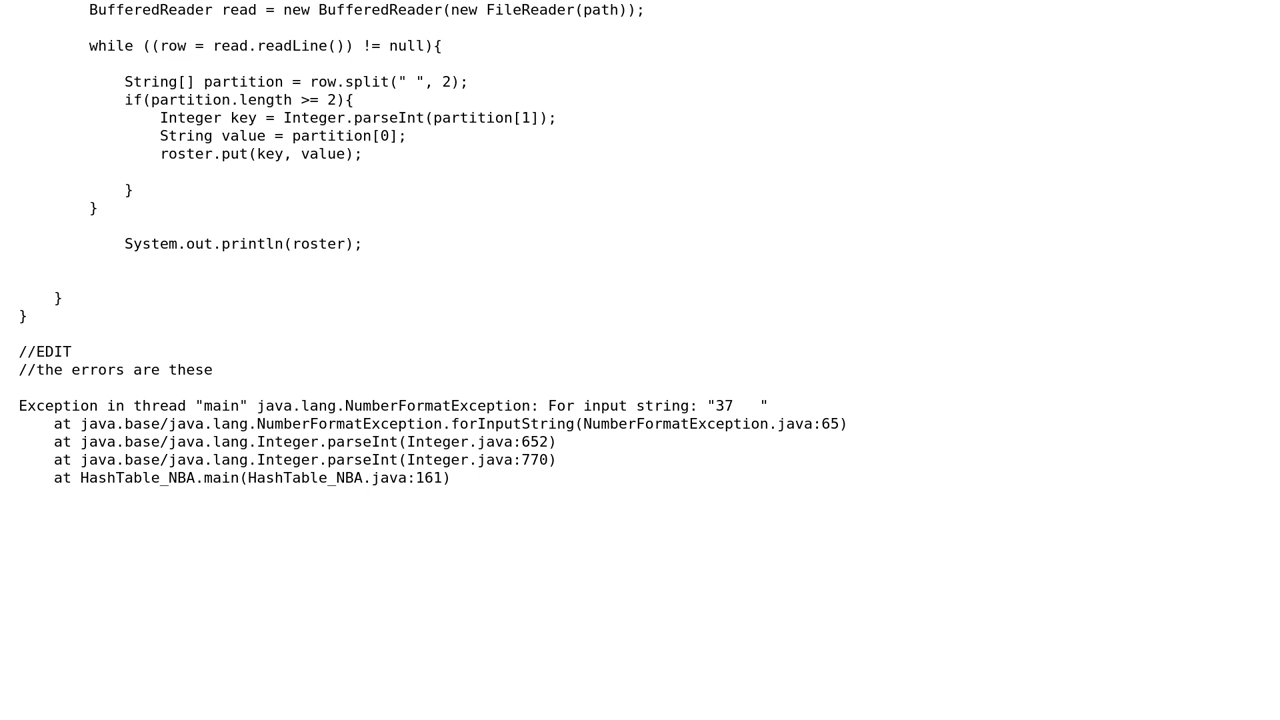 BufferedReader read = new BufferedReader(new FileReader(path));

        while ((row = read.readLine()) != null){

            String[] partition = row.split(" ", 2);
            if(partition.length >= 2){
                Integer key = Integer.parseInt(partition[1]);
                String value = partition[0];
                roster.put(key, value);

            }
        }

            System.out.println(roster);


    }
}

//EDIT
//the errors are these

Exception in thread "main" java.lang.NumberFormatException: For input string: "37   "
    at java.base/java.lang.NumberFormatException.forInputString(NumberFormatException.java:65)
    at java.base/java.lang.Integer.parseInt(Integer.java:652)
    at java.base/java.lang.Integer.parseInt(Integer.java:770)
    at HashTable_NBA.main(HashTable_NBA.java:161)